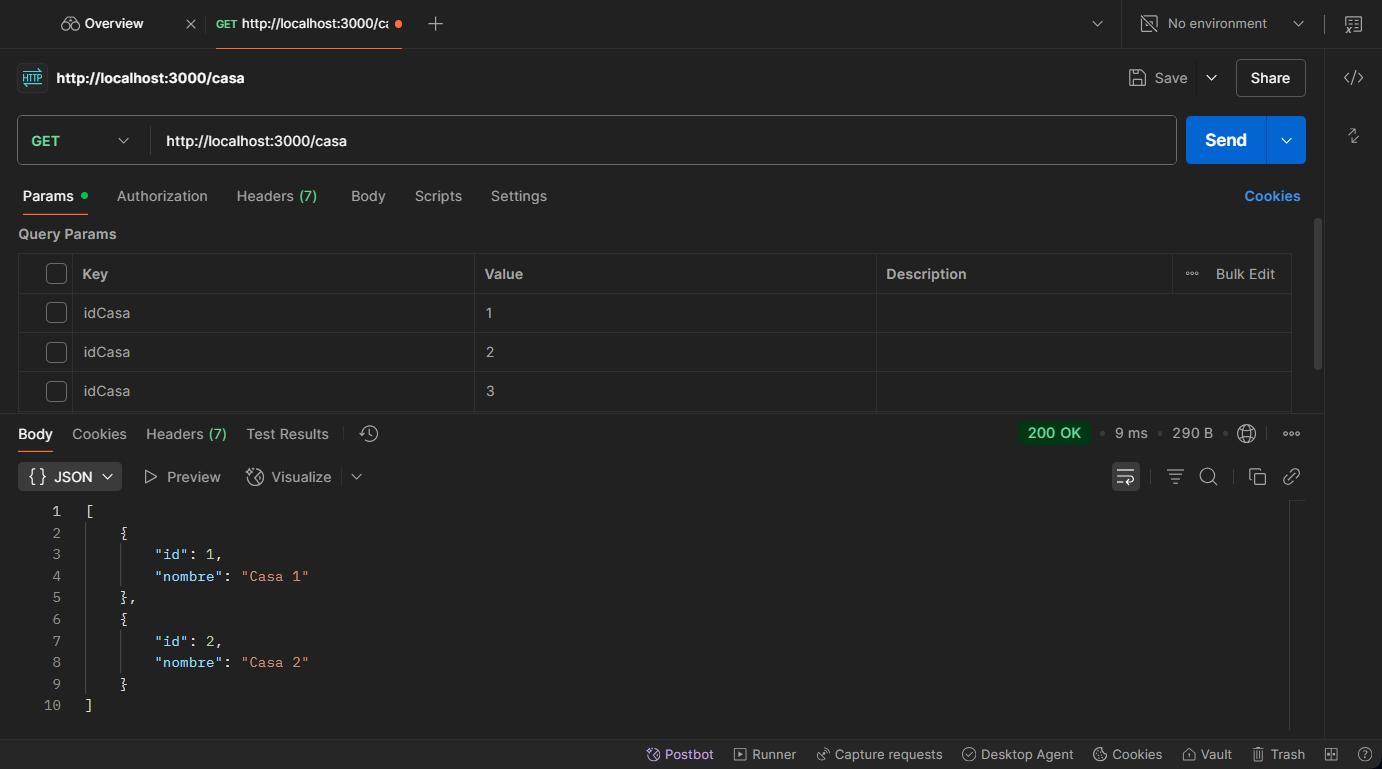 Overview
GET http://localhost:3000/ca
No environment
HTTP http://localhost:3000/casa
Save
Share
GET http://localhost:3000/casa
Send
Params Authorization Headers (7) Body Scripts Settings Cookies
Query Params
Key Value Description Bulk Edit
idCasa 1
idCasa 2
idCasa 3
Body Cookies Headers (7) Test Results 200 OK 9 ms 290 B
{} JSON Preview Visualize
1 [
2 {
3 "id": 1,
4 "nombre": "Casa 1"
5 },
6 {
7 "id": 2,
8 "nombre": "Casa 2"
9 }
10 ]
Postbot Runner Capture requests Desktop Agent Cookies Vault Trash